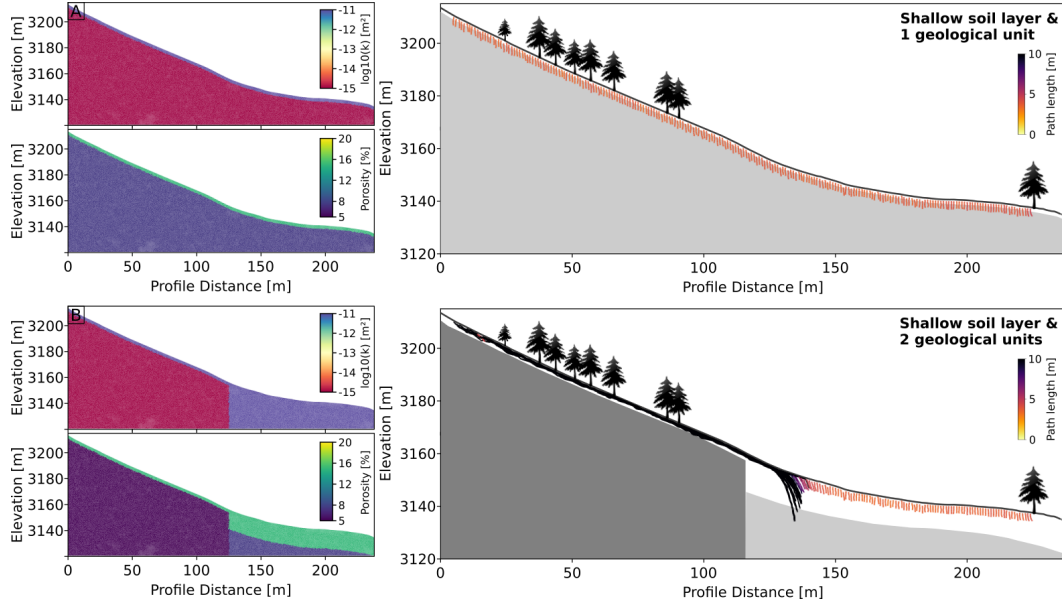 A
Elevation [m]
3200
3180
3160
3140
-11
-12
-13
-14
-15
log10(k) [m²]
Elevation [m]
3200
3180
3160
3140
20
18
16
12
8
5
Porosity [%]
0 50 100 150 200
Profile Distance [m]
Elevation [m]
3200
3180
3160
3140
3120
Shallow soil layer &
1 geological unit
10
5
0
Path length [m]
0 50 100 150 200
Profile Distance [m]
B
Elevation [m]
3200
3180
3160
3140
-11
-12
-13
-14
-15
log10(k) [m²]
Elevation [m]
3200
3180
3160
3140
20
16
14
12
8
5
Porosity [%]
0 50 100 150 200
Profile Distance [m]
Elevation [m]
3200
3180
3160
3140
3120
Shallow soil layer &
2 geological units
10
5
0
Path length [m]
0 50 100 150 200
Profile Distance [m]